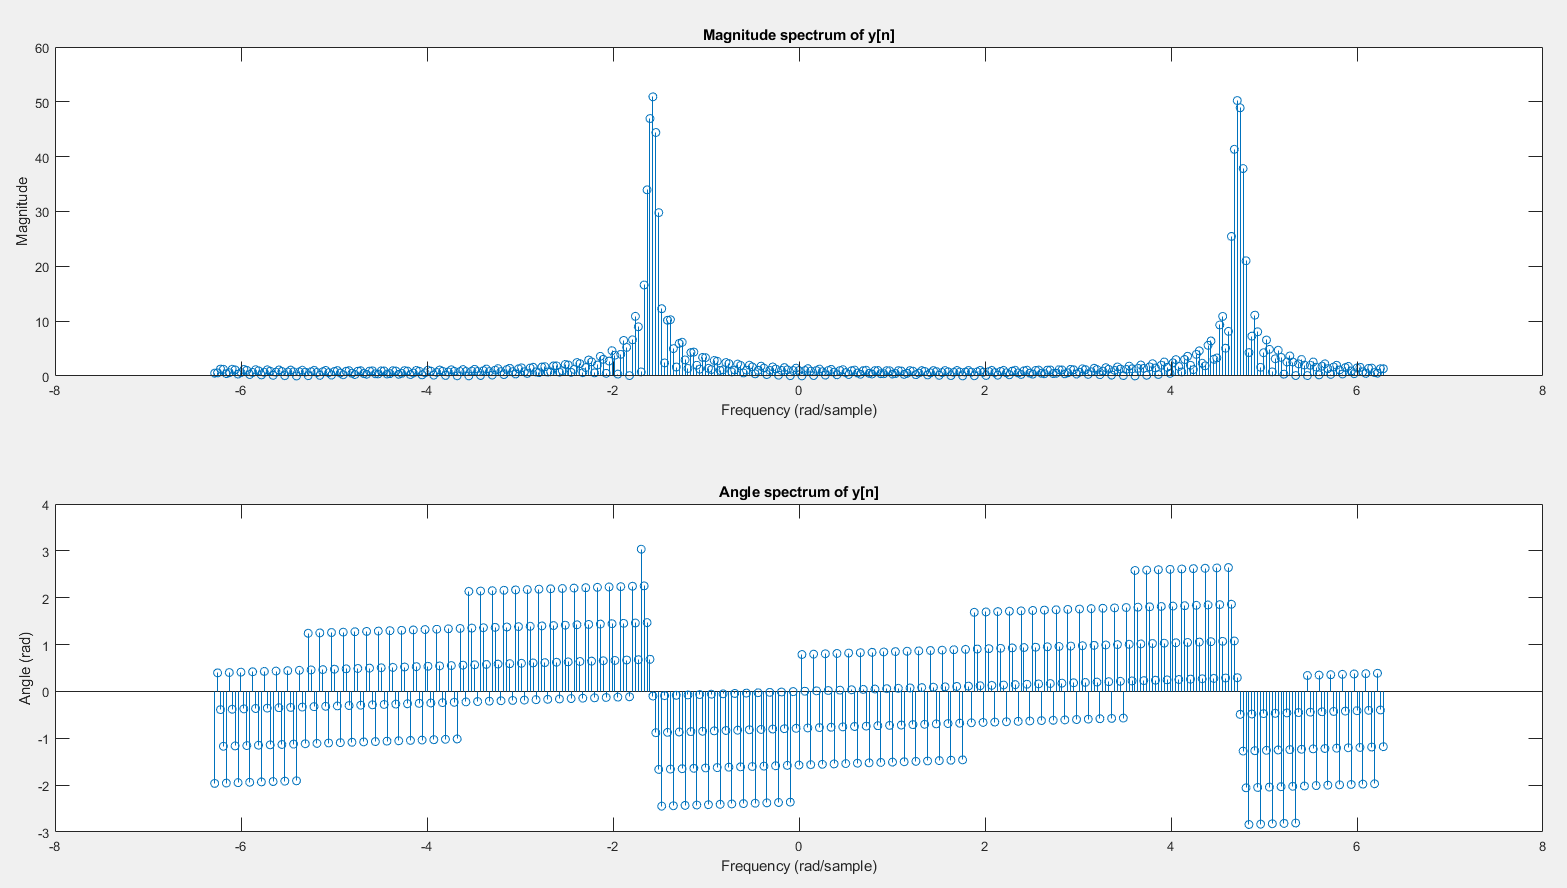 Magnitude spectrum of y[n]
60
50
40
30
20
10
0
Magnitude
-8 -6 -4 -2 0 2 4 6 8
Frequency (rad/sample)
Angle spectrum of y[n]
4
3
2
1
0
-1
-2
-3
Angle (rad)
-8 -6 -4 -2 0 2 4 6 8
Frequency (rad/sample)